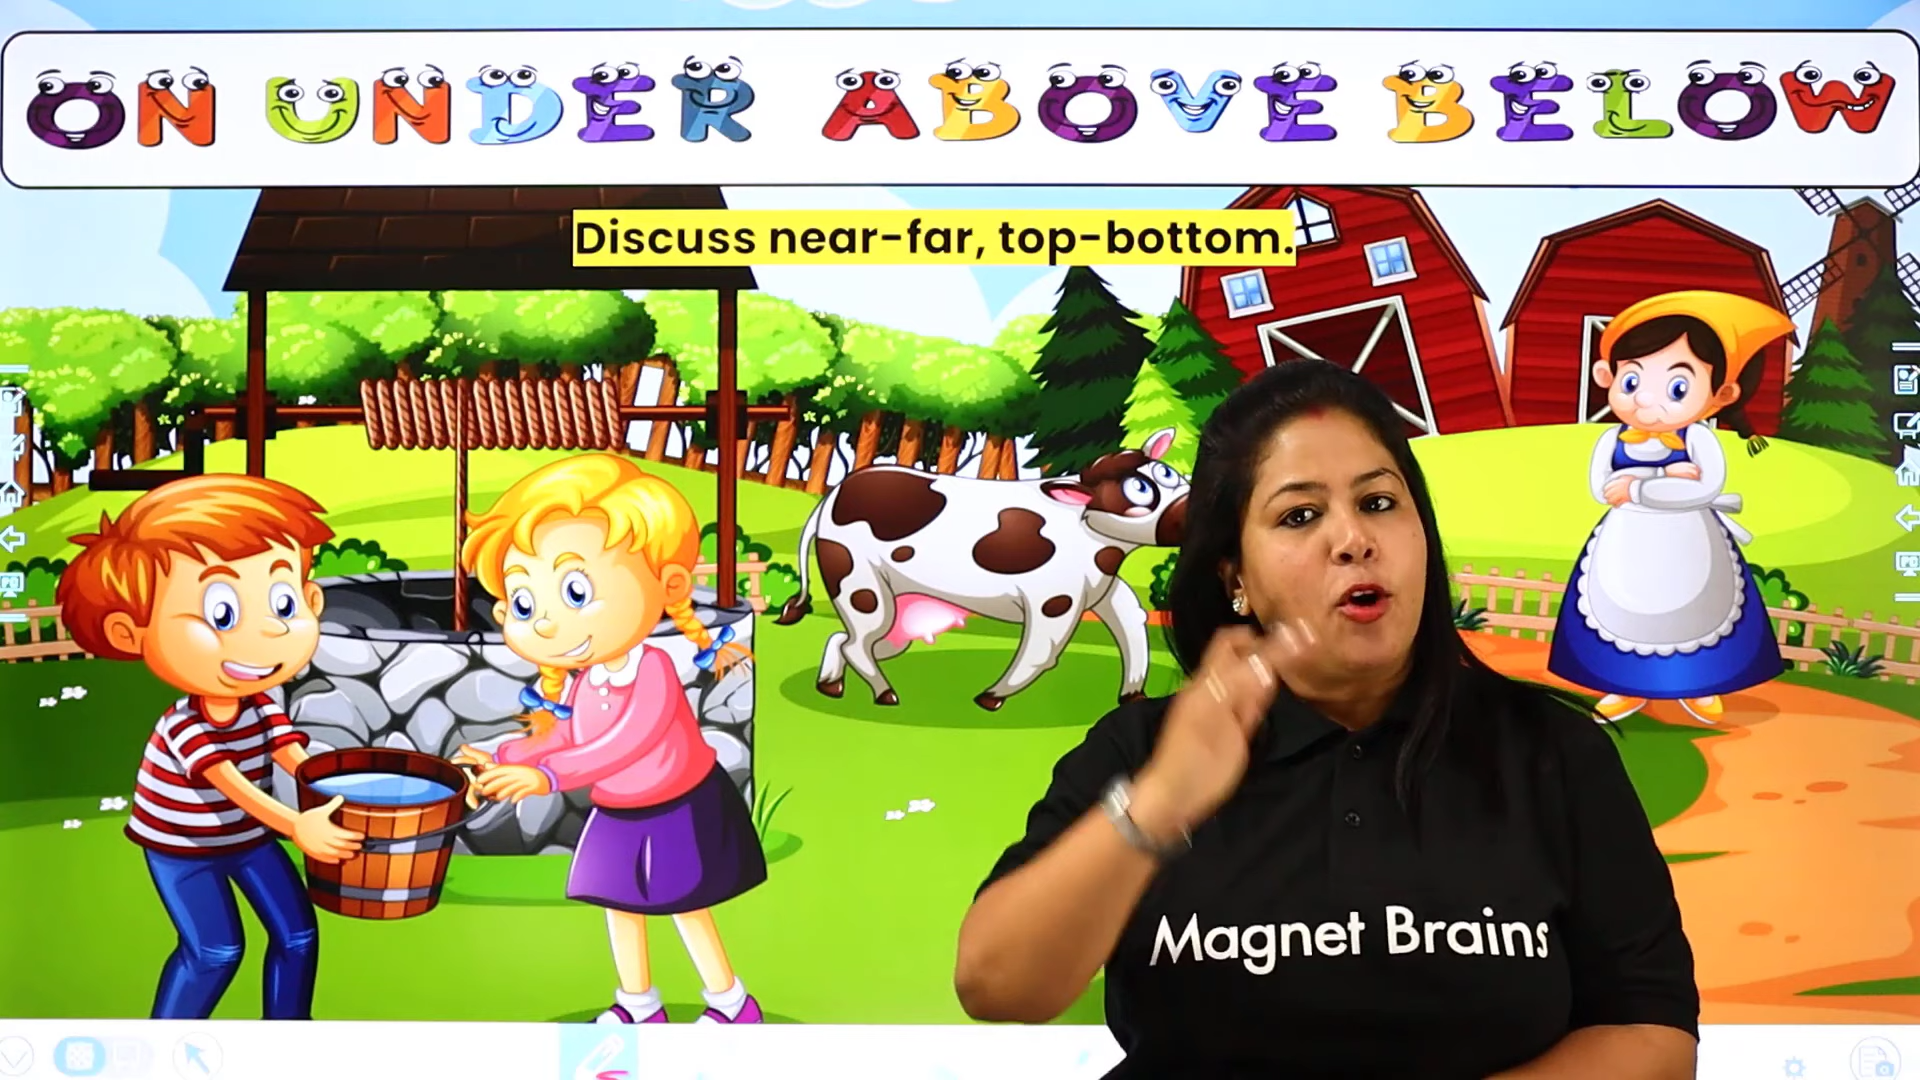 ON UNDER ABOVE BELOW
Discuss near-far, top-bottom.
Magnet Brains